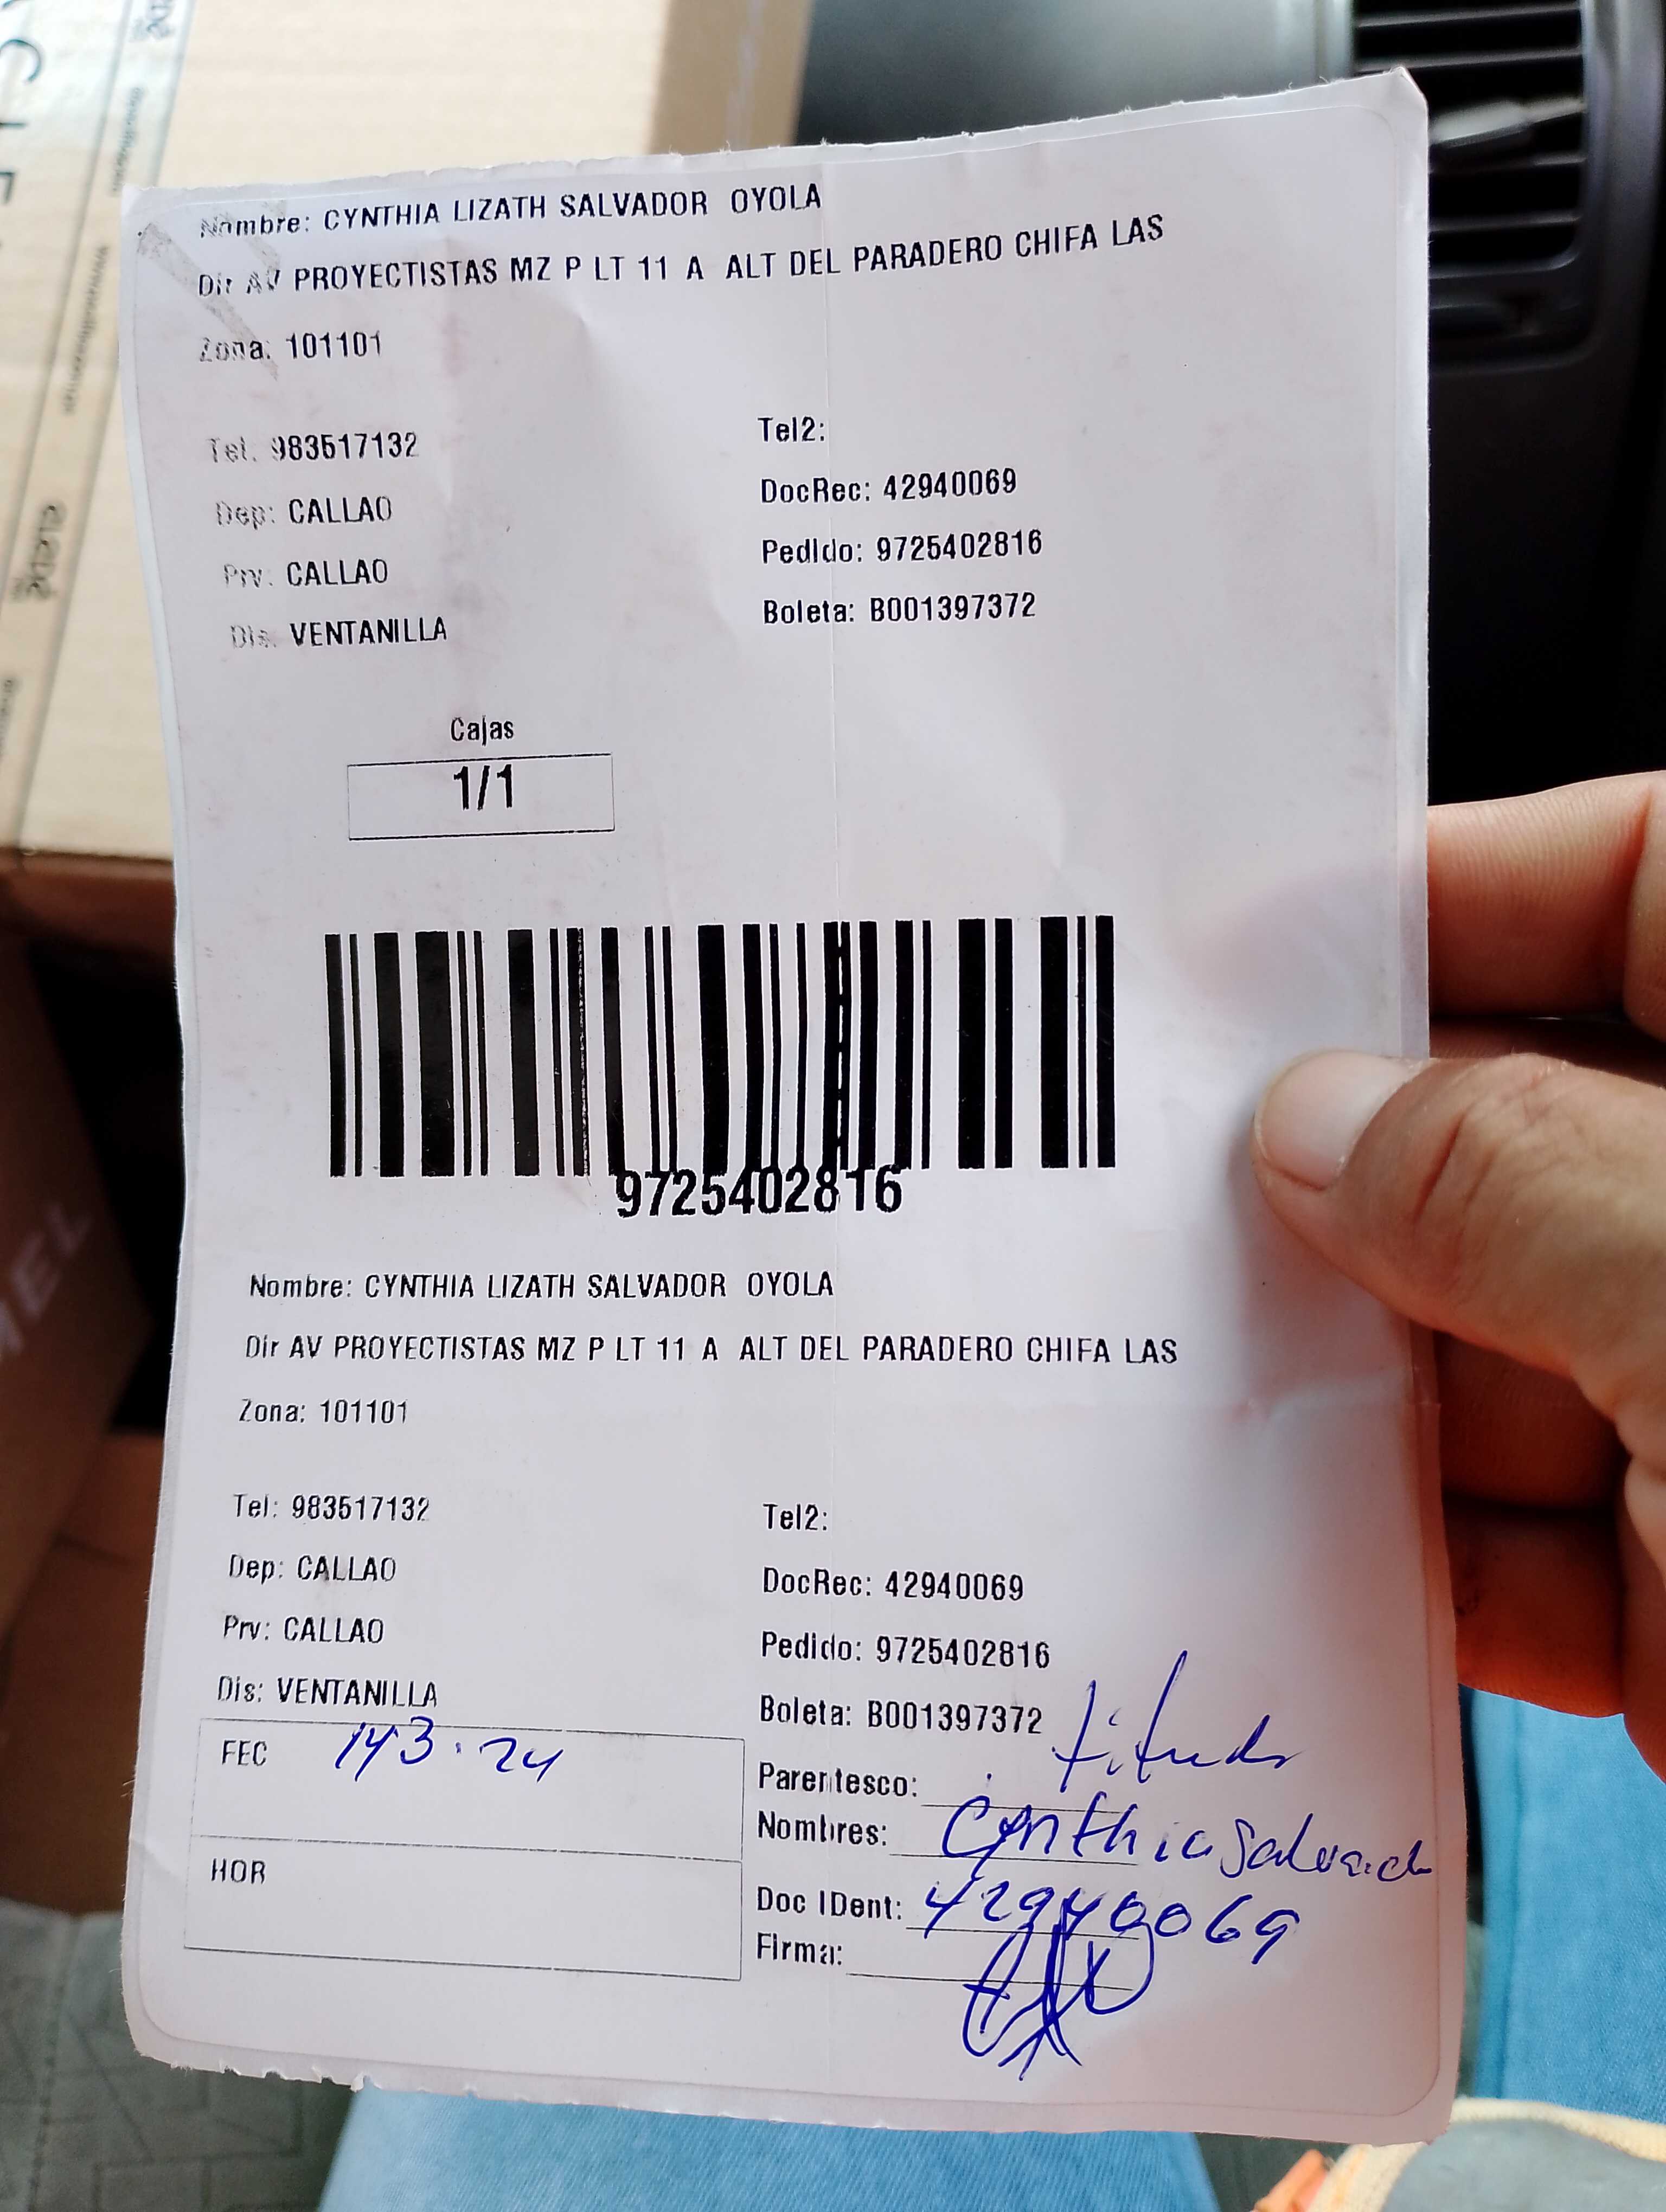 Nombre: CYNTHIA LIZATH SALVADOR OYOLA
Dir AV PROYECTISTAS MZ P LT 11 A ALT DEL PARADERO CHIFA LAS
Zona: 101101
Tel: 983517132
Tel2:
Dep: CALLAO
DocRec: 42940069
Prv: CALLAO
Pedido: 9725402816
Dis: VENTANILLA
Boleta: B001397372
Cajas
1/1
9725402816
Nombre: CYNTHIA LIZATH SALVADOR OYOLA
Dir AV PROYECTISTAS MZ P LT 11 A ALT DEL PARADERO CHIFA LAS
Zona: 101101
Tel: 983517132
Tel2:
Dep: CALLAO
DocRec: 42940069
Prv: CALLAO
Pedido: 9725402816
Dis: VENTANILLA
Boleta: B001397372
FEC 143.24
Parentesco:
Nombres: Cynthia Salvad
HOR
Doc IDent: 42940069
Firma: